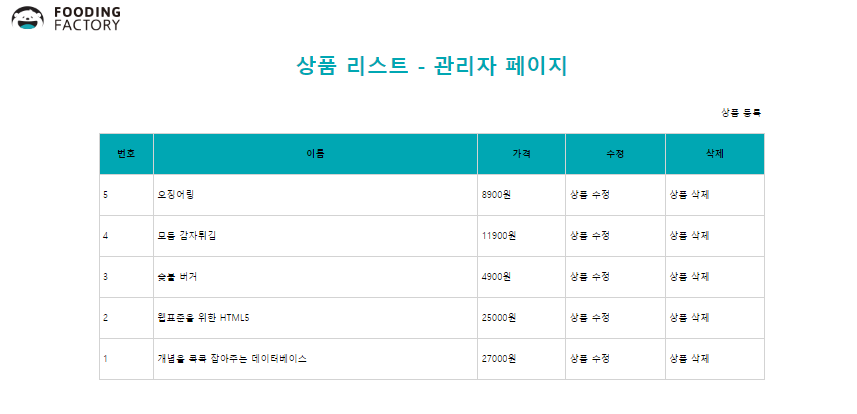 FOODING
FACTORY
상품 리스트 - 관리자 페이지
상품 등록
번호 이름 가격 수정 삭제
5 오징어링 8900원 상품 수정 상품 삭제
4 모둠 감자튀김 11900원 상품 수정 상품 삭제
3 숯불 버거 4900원 상품 수정 상품 삭제
2 웹표준을 위한 HTML5 25000원 상품 수정 상품 삭제
1 개념을 콕콕 잡아주는 데이터베이스 27000원 상품 수정 상품 삭제